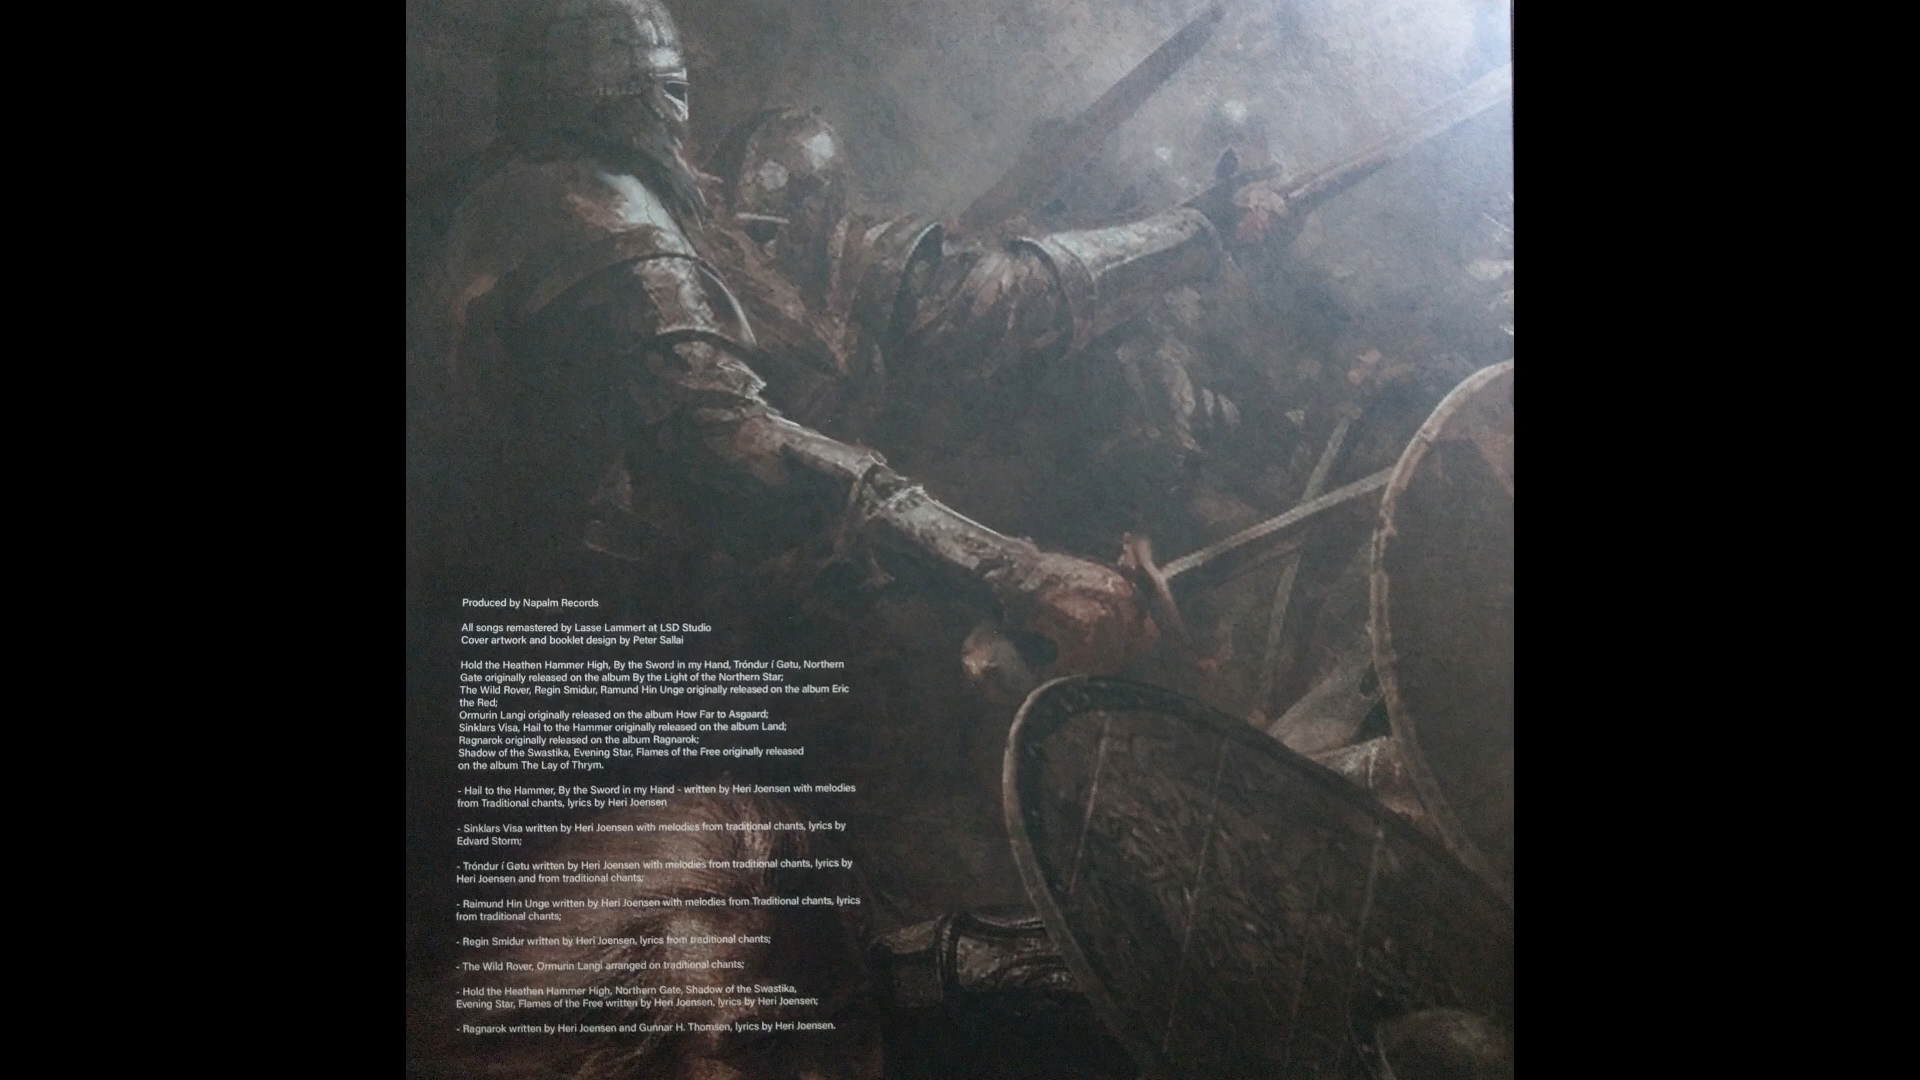 Produced by Napalm Records
All songs remastered by Lasse Lammert at LSD Studio
Cover artwork and booklet design by Peter Sallai
Hold the Heathen Hammer High, By the Sword in my Hand, Tróndur í Gøtu, Northern
Gate originally released on the album By the Light of the Northern Star;
The Wild Rover, Regin Smidur, Ramund Hin Unge originally released on the album Eric
the Red;
Ormurin Langi originally released on the album How Far to Asgaard;
Sinklars Visa, Hail to the Hammer originally released on the album Land;
Ragnarok originally released on the album Ragnarok;
Shadow of the Swastika, Evening Star, Flames of the Free originally released
on the album The Lay of Thrym.
- Hail to the Hammer, By the Sword in my Hand - written by Heri Joensen with melodies
from Traditional chants, lyrics by Heri Joensen
- Sinklars Visa written by Heri Joensen with melodies from traditional chants, lyrics by
Edvard Storm;
- Tróndur í Gøtu written by Heri Joensen with melodies from traditional chants, lyrics by
Heri Joensen and from traditional chants;
- Raimund Hin Unge written by Heri Joensen with melodies from Traditional chants, lyrics
from traditional chants;
- Regin Smidur written by Heri Joensen, lyrics from traditional chants;
- The Wild Rover, Ormurin Langi arranged on traditional chants;
- Hold the Heathen Hammer High, Northern Gate, Shadow of the Swastika,
Evening Star, Flames of the Free written by Heri Joensen, lyrics by Heri Joensen;
- Ragnarok written by Heri Joensen and Gunnar H. Thomsen, lyrics by Heri Joensen.